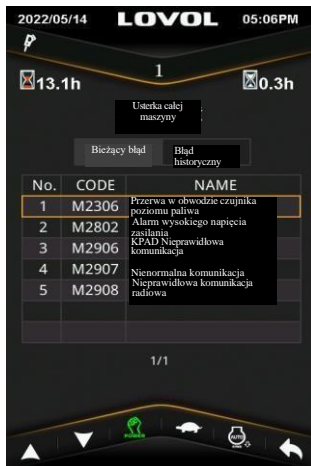 2022/05/14 LOVOL 05:06PM
1
13.1h 0.3h
Usterka całej
maszyny
Bieżący błąd Błąd
historyczny
No. CODE NAME
1 M2306 Przerwa w obwodzie czujnika
poziomu paliwa
2 M2802 Alarm wysokiego napięcia
zasilania
3 M2906 KPAD Nieprawidłowa
komunikacja
4 M2907 Nienormalna komunikacja
5 M2908 Nieprawidłowa komunikacja
radiowa
1/1
POWER AUTO